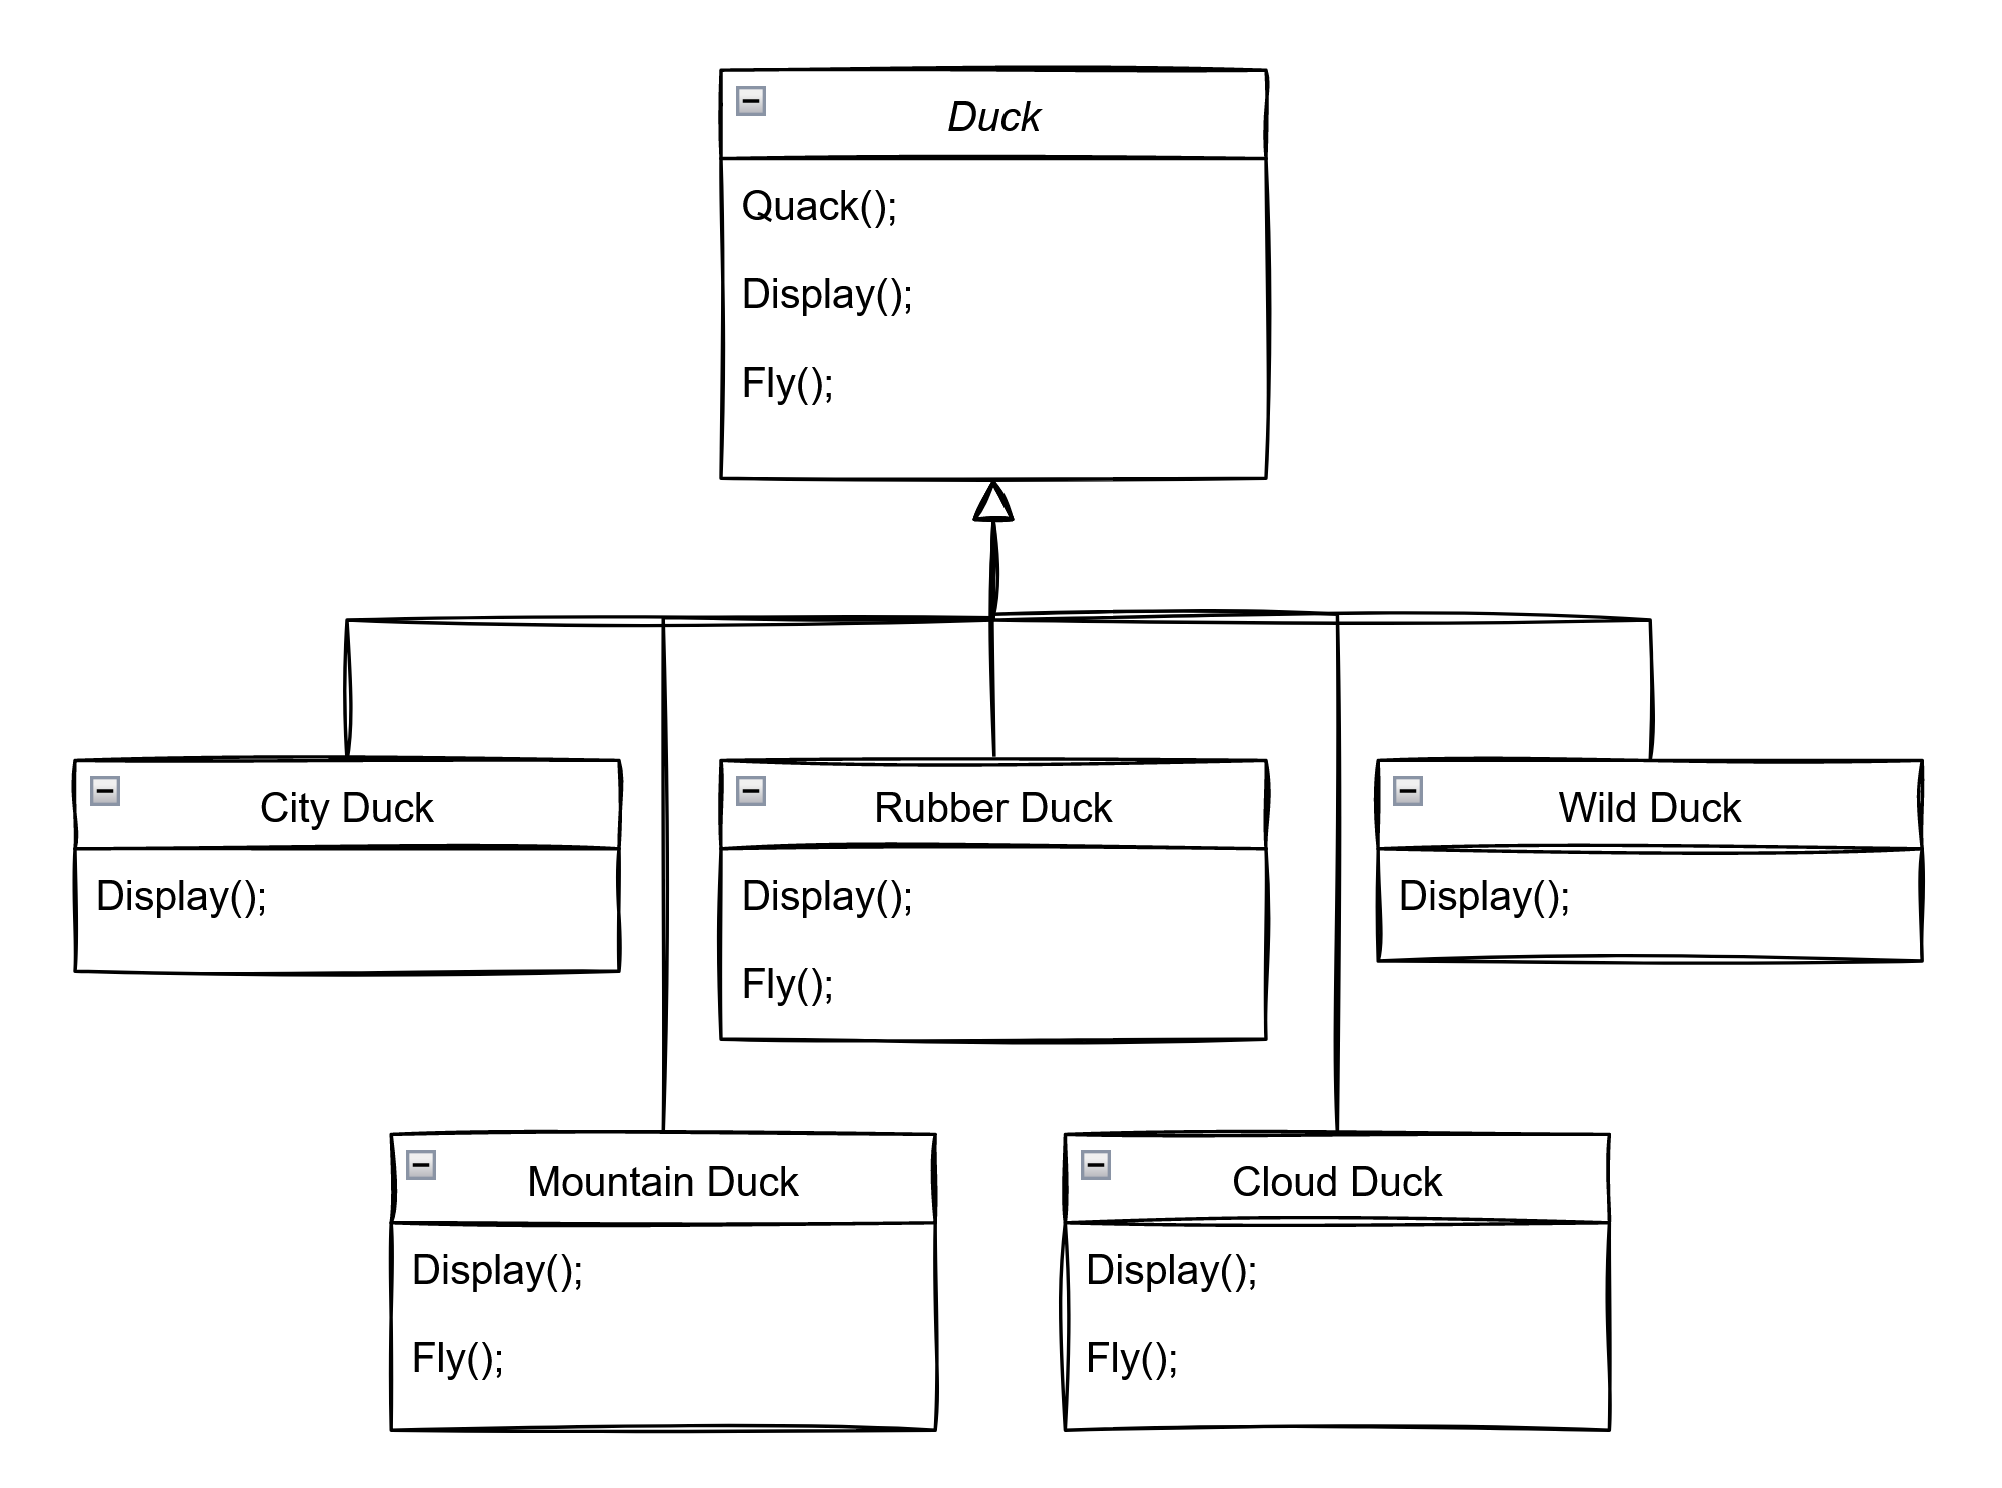 Duck
Quack();
Display();
Fly();
City Duck
Display();
Rubber Duck
Display();
Fly();
Wild Duck
Display();
Mountain Duck
Display();
Fly();
Cloud Duck
Display();
Fly();